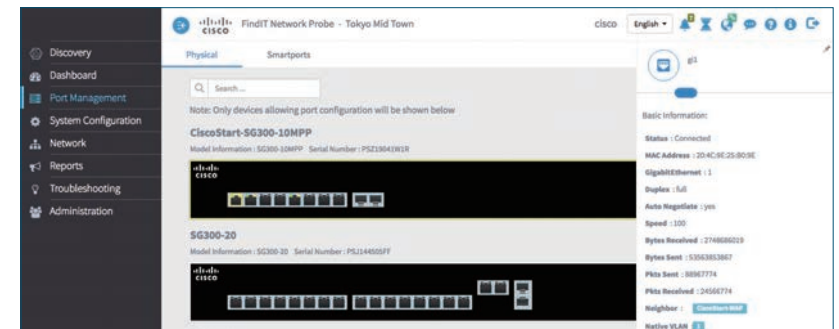 cisco
FindIT Network Probe - Tokyo Mid Town
cisco
English
Discovery
Dashboard
Port Management
System Configuration
Network
Reports
Troubleshooting
Administration
Physical
Smartports
Search...
Note: Only devices allowing port configuration will be shown below
CiscoStart-SG300-10MPP
Model Information : SG300-10MPP Serial Number : PSZ19041W1R
cisco
SG300-20
Model Information : SG300-20 Serial Number :
cisco
gi1
Basic Information:
Status : Connected
MAC Address : 20:4C:9E:25:80:9E
GigabitEthernet : 1
Duplex : full
Auto Negotiate : yes
Speed : 100
Bytes Received : 2748686019
Bytes Sent : 53563853867
Pkts Sent : 88967774
Pkts Received : 24566774
Neighbor : CiscoStart-WAP
Native VLAN 1